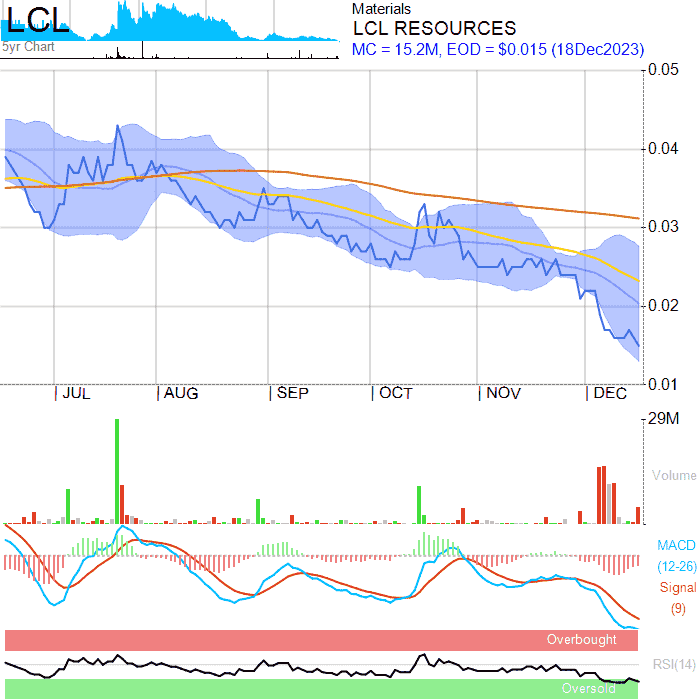 LCL
5yr Chart
Materials
LCL RESOURCES
MC = 15.2M, EOD = $0.015 (18Dec2023)
0.05
0.04
0.03
0.02
0.01
JUL AUG SEP OCT NOV DEC
29M
Volume
MACD
(12-26)
Signal
(9)
Overbought
RSI(14)
Oversold